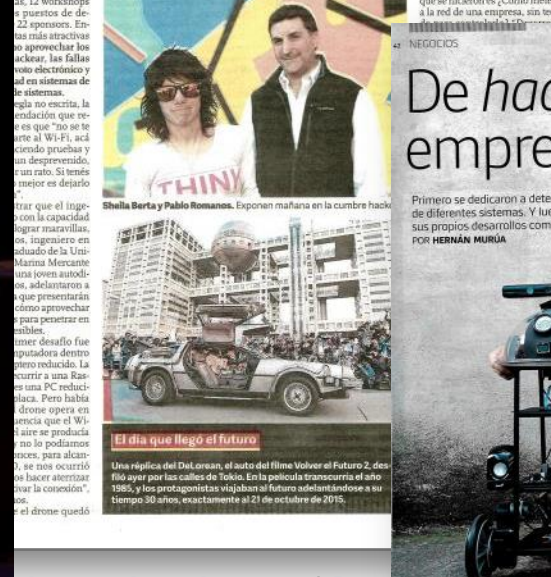 as, 12 workshops
s puestos de de-
22 sponsors. En-
tas más atractivas
no aprovechar los
ackear, las fallas
voto electrónico y
ad en sistemas de
le sistemas.
egla no escrita, la
endación que re-
e es que "no se te
arte al Wi-Fi, acá
ciendo pruebas y
un desprevenido,
r un rato. Si tenés
o mejor es dejarlo
".
trar que el inge-
o con la capacidad
lograr maravillas,
os, ingeniero en
aduado de la Uni-
Marina Mercante
una joven autodi-
os, adelantaron a
a que presentarán
cómo aprovechar
s para penetrar en
esibles.
imer desafío fue
mputadora dentro
ptero reducido. La
ecurrir a una Ras-
es una PC reduci-
placa. Pero había
l drone opera en
uencia que el Wi-
el aire se producía
y no lo podíamos
onces, para alcan-
O, se nos ocurrió
os hacer aterrizar
ivar la conexión",
os.
e el drone quedó
THINK
Sheila Berta y Pablo Romanos. Exponen mañana en la cumbre hacke
El día que llegó el futuro
Una réplica del DeLorean, el auto del filme Volver el Futuro 2, des-
filó ayer por las calles de Tokio. En la película transcurría el año
1985, y los protagonistas viajaban al futuro adelantándose a su
tiempo 30 años, exactamente al 21 de octubre de 2015.
a la red de una empresa, sin te
42 NEGOCIOS
De hac
empre
Primero se dedicaron a dete
de diferentes sistemas. Y lue
sus propios desarrollos com
POR HERNÁN MURÚA